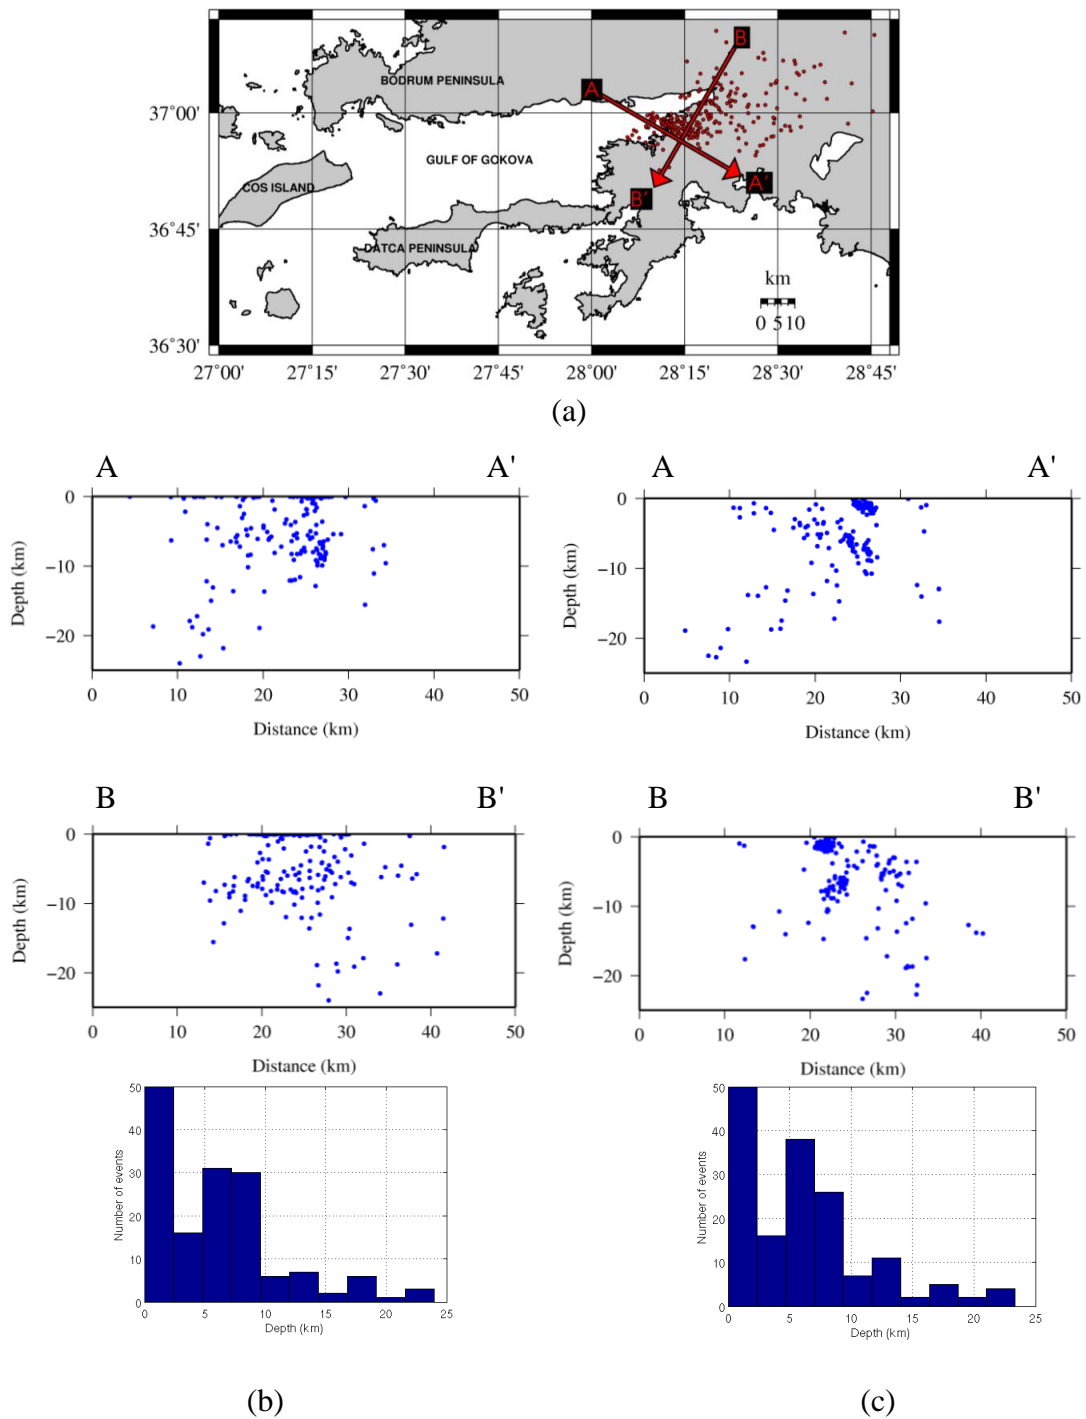 B
BODRUM PENINSULA
A
37°00'
GULF OF GOKOVA
COS ISLAND
A'
B'
36°45'
DATCA PENINSULA
km
0 510
36°30'
27°00' 27°15' 27°30' 27°45' 28°00' 28°15' 28°30' 28°45'
(a)
A A'
0
−10
−20
Depth (km)
0 10 20 30 40 50
Distance (km)
A A'
0
−10
−20
Depth (km)
0 10 20 30 40 50
Distance (km)
B B'
0
−10
−20
Depth (km)
0 10 20 30 40 50
Distance (km)
B B'
0
−10
−20
Depth (km)
0 10 20 30 40 50
Distance (km)
50
40
30
20
10
0
Number of events
0 5 10 15 20 25
Depth (km)
50
40
30
20
10
0
Number of events
0 5 10 15 20 25
Depth (km)
(b) (c)